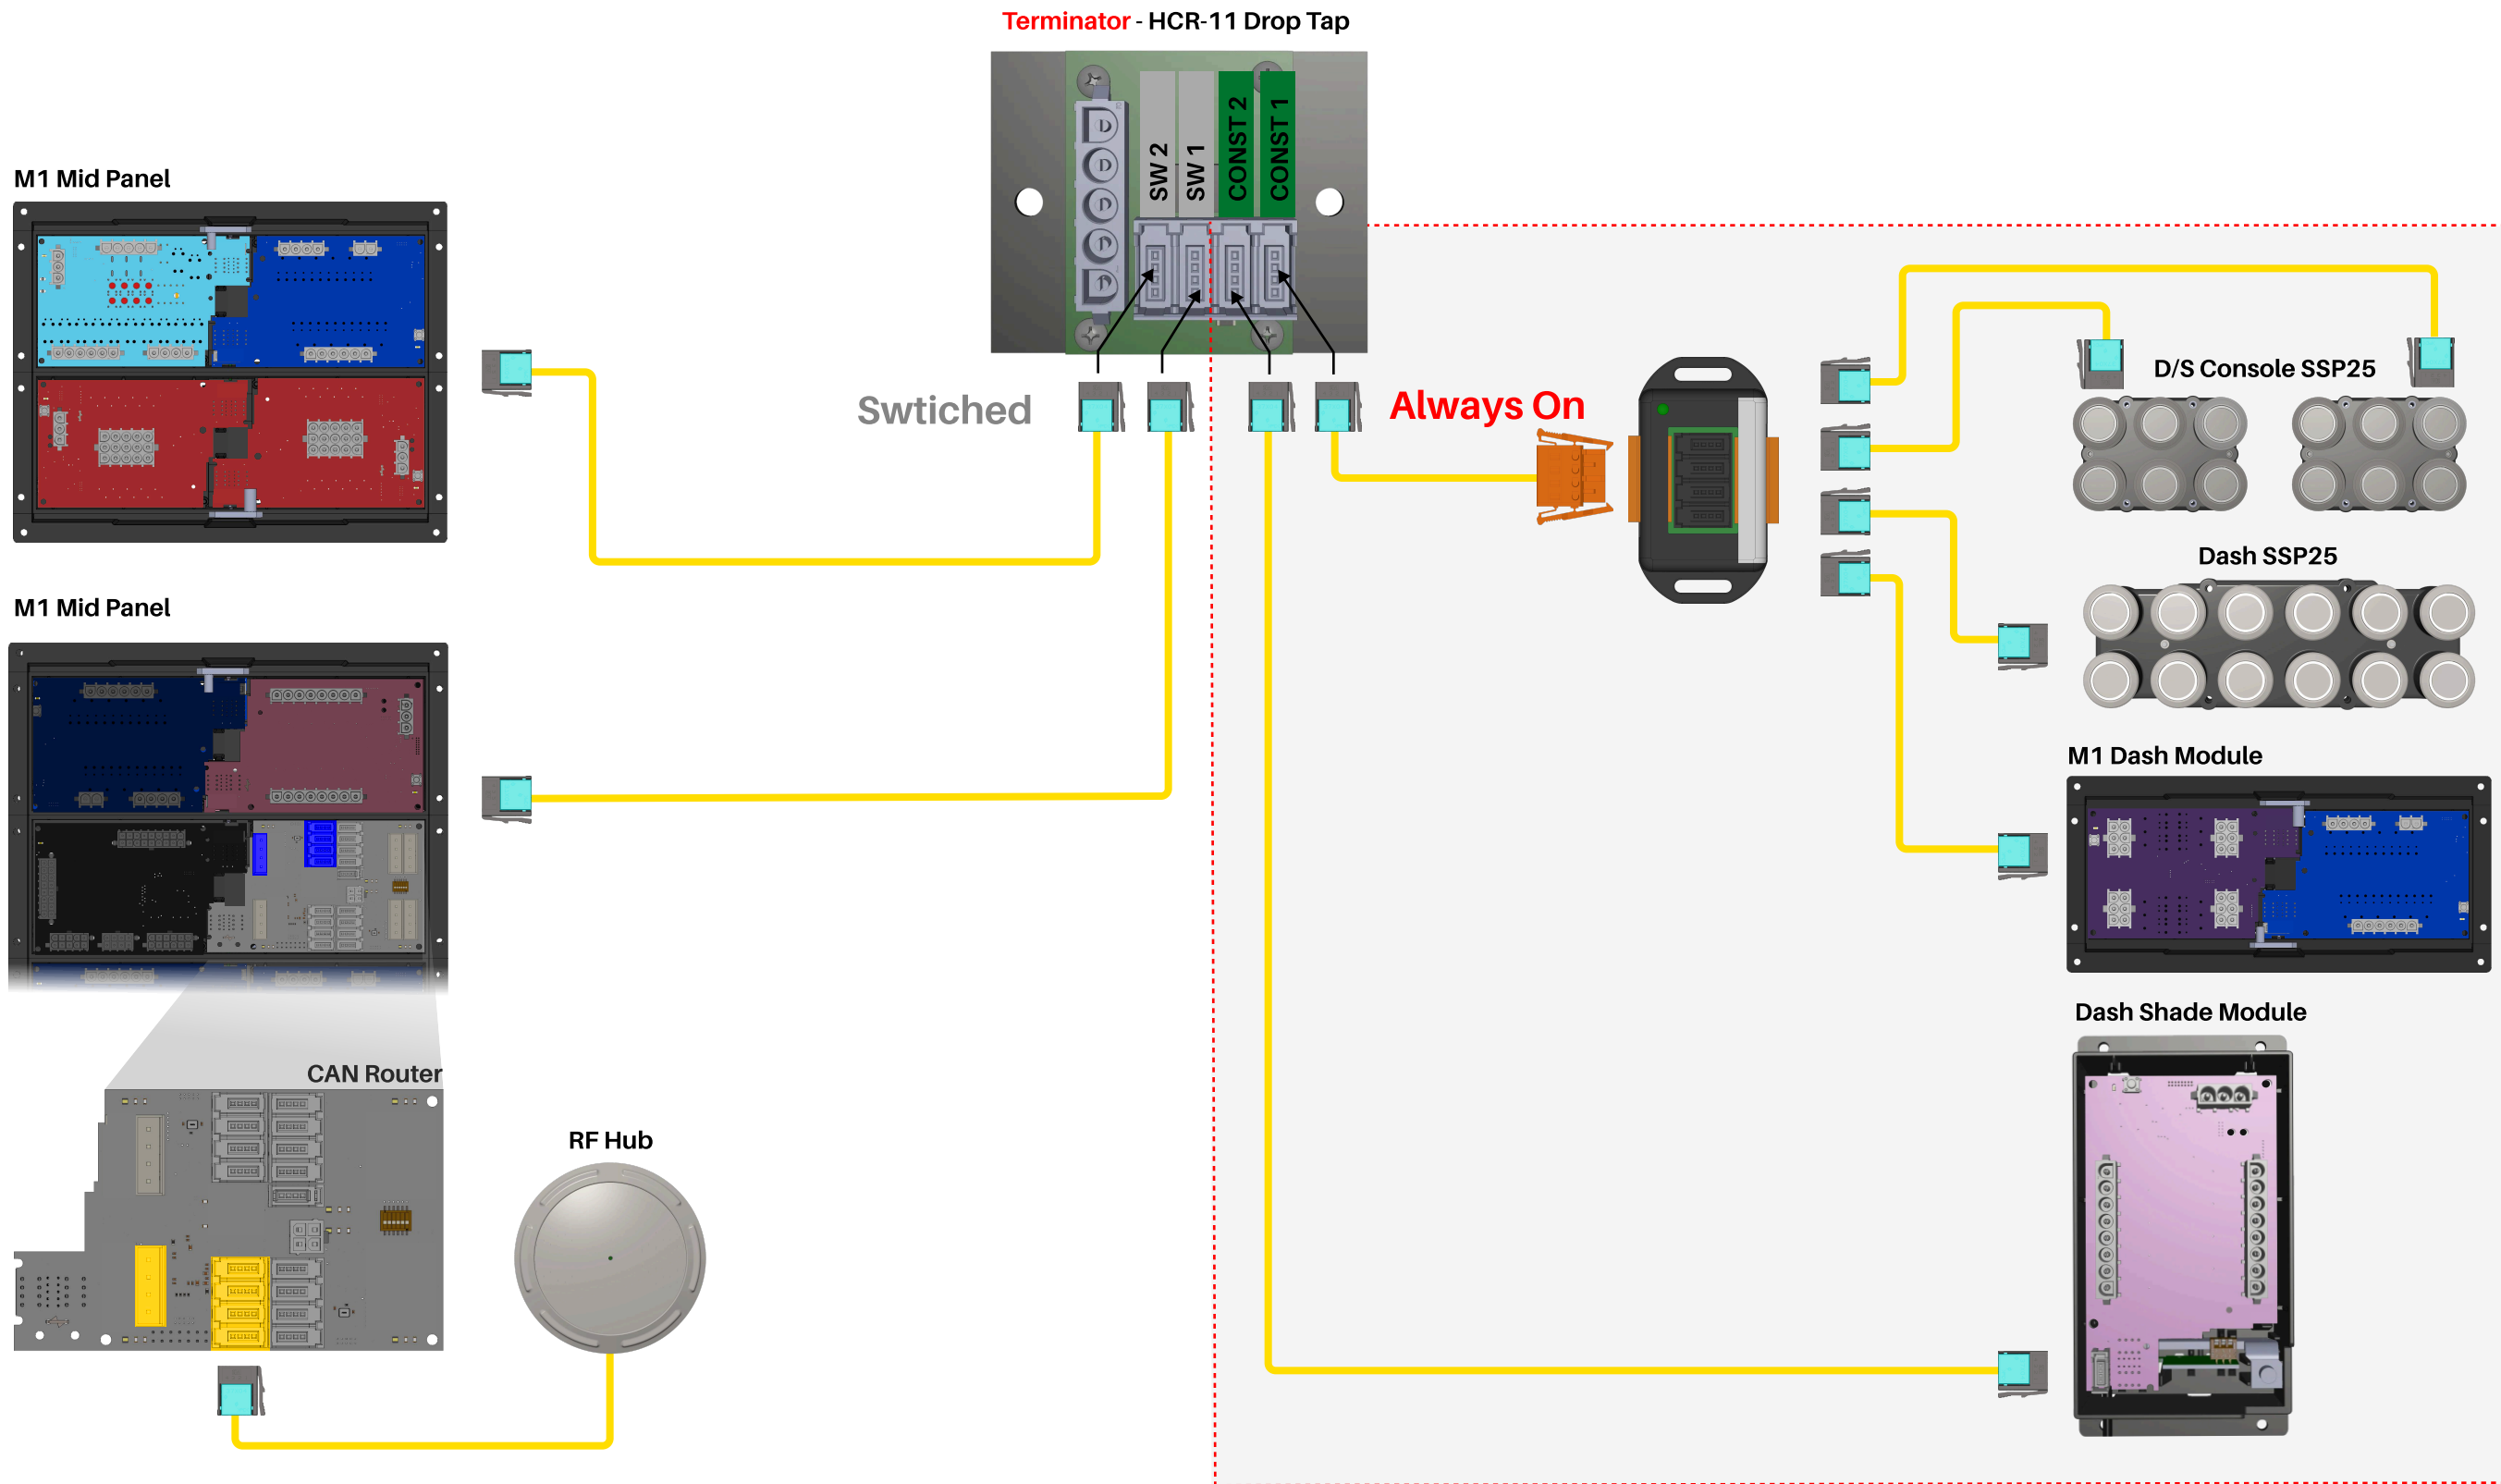 Terminator - HCR-11 Drop Tap
SW 2
SW 1
CONST 2
CONST 1
M1 Mid Panel
Swtiched
Always On
D/S Console SSP25
Dash SSP25
M1 Mid Panel
M1 Dash Module
Dash Shade Module
CAN Router
RF Hub